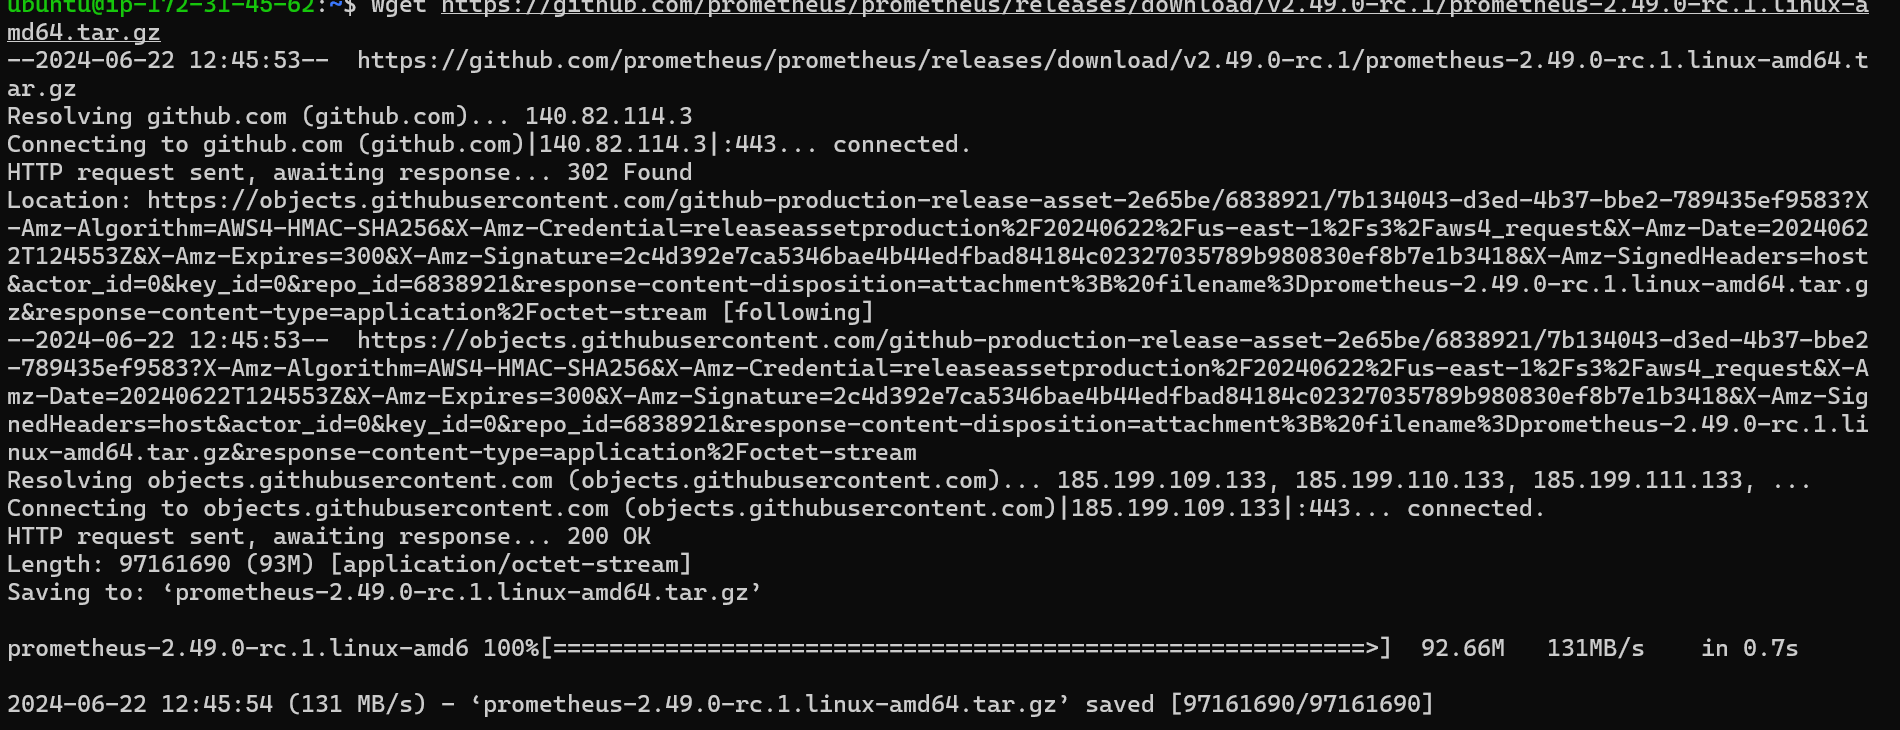 ubuntu@ip-172-31-45-62:~$ wget https://github.com/prometheus/prometheus/releases/download/v2.49.0-rc.1/prometheus-2.49.0-rc.1.linux-a
md64.tar.gz
--2024-06-22 12:45:53--  https://github.com/prometheus/prometheus/releases/download/v2.49.0-rc.1/prometheus-2.49.0-rc.1.linux-amd64.t
ar.gz
Resolving github.com (github.com)... 140.82.114.3
Connecting to github.com (github.com)|140.82.114.3|:443... connected.
HTTP request sent, awaiting response... 302 Found
Location: https://objects.githubusercontent.com/github-production-release-asset-2e65be/6838921/7b134043-d3ed-4b37-bbe2-789435ef9583?X
-Amz-Algorithm=AWS4-HMAC-SHA256&X-Amz-Credential=releaseassetproduction%2F20240622%2Fus-east-1%2Fs3%2Faws4_request&X-Amz-Date=2024062
2T124553Z&X-Amz-Expires=300&X-Amz-Signature=2c4d392e7ca5346bae4b44edfbad84184c02327035789b980830ef8b7e1b3418&X-Amz-SignedHeaders=host
&actor_id=0&key_id=0&repo_id=6838921&response-content-disposition=attachment%3B%20filename%3Dprometheus-2.49.0-rc.1.linux-amd64.tar.g
z&response-content-type=application%2Foctet-stream [following]
--2024-06-22 12:45:53--  https://objects.githubusercontent.com/github-production-release-asset-2e65be/6838921/7b134043-d3ed-4b37-bbe2
-789435ef9583?X-Amz-Algorithm=AWS4-HMAC-SHA256&X-Amz-Credential=releaseassetproduction%2F20240622%2Fus-east-1%2Fs3%2Faws4_request&X-A
mz-Date=20240622T124553Z&X-Amz-Expires=300&X-Amz-Signature=2c4d392e7ca5346bae4b44edfbad84184c02327035789b980830ef8b7e1b3418&X-Amz-Sig
nedHeaders=host&actor_id=0&key_id=0&repo_id=6838921&response-content-disposition=attachment%3B%20filename%3Dprometheus-2.49.0-rc.1.li
nux-amd64.tar.gz&response-content-type=application%2Foctet-stream
Resolving objects.githubusercontent.com (objects.githubusercontent.com)... 185.199.109.133, 185.199.110.133, 185.199.111.133, ...
Connecting to objects.githubusercontent.com (objects.githubusercontent.com)|185.199.109.133|:443... connected.
HTTP request sent, awaiting response... 200 OK
Length: 97161690 (93M) [application/octet-stream]
Saving to: ‘prometheus-2.49.0-rc.1.linux-amd64.tar.gz’
prometheus-2.49.0-rc.1.linux-amd6 100%[==========================================================>]  92.66M   131MB/s    in 0.7s
2024-06-22 12:45:54 (131 MB/s) - ‘prometheus-2.49.0-rc.1.linux-amd64.tar.gz’ saved [97161690/97161690]